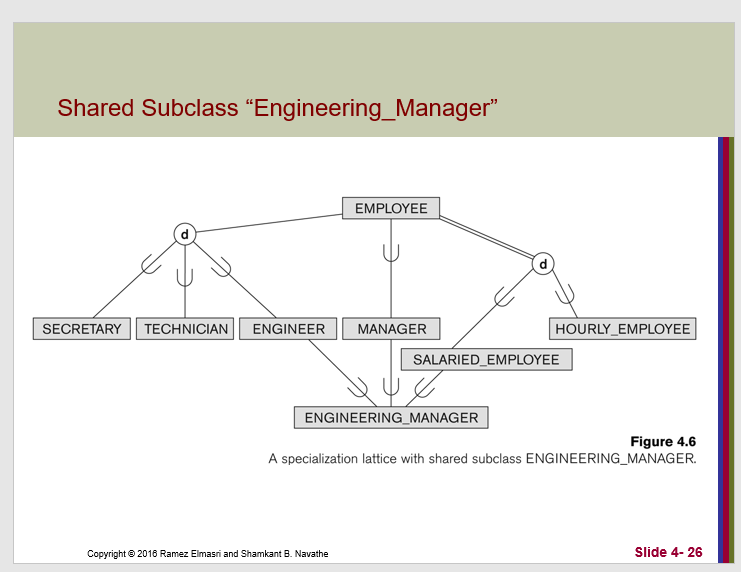 Shared Subclass “Engineering_Manager”
EMPLOYEE
d
d
SECRETARY
TECHNICIAN
ENGINEER
MANAGER
HOURLY_EMPLOYEE
SALARIED_EMPLOYEE
ENGINEERING_MANAGER
Figure 4.6
A specialization lattice with shared subclass ENGINEERING_MANAGER.
Copyright © 2016 Ramez Elmasri and Shamkant B. Navathe
Slide 4- 26